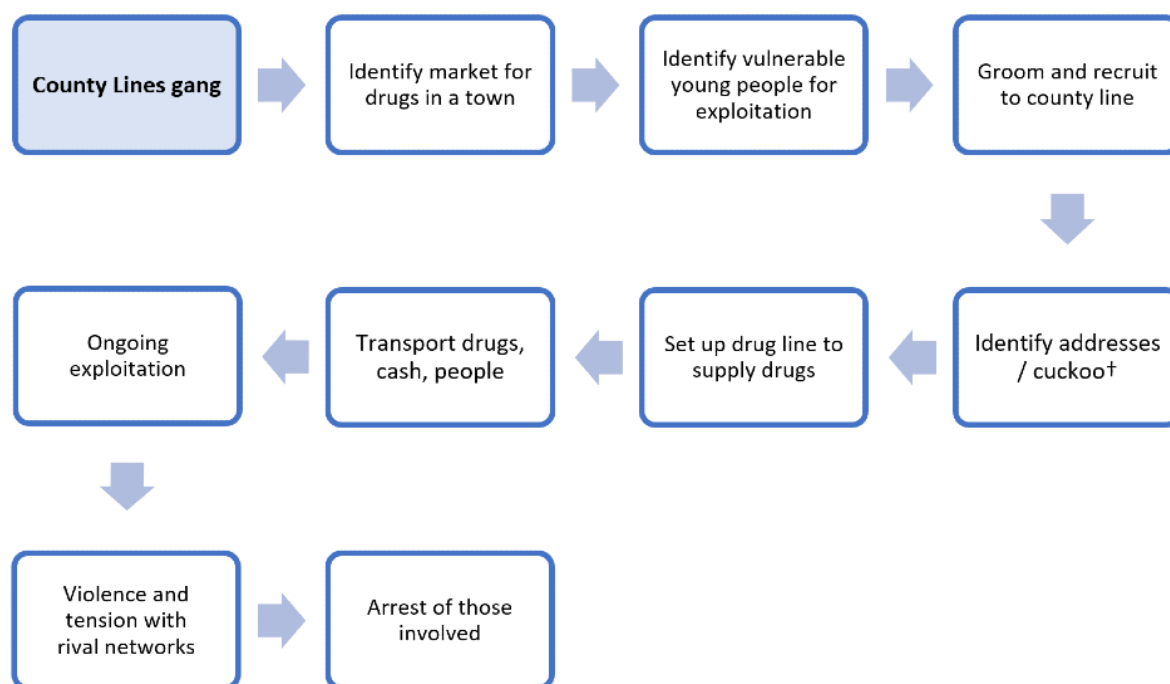 County Lines gang
Identify market for
drugs in a town
Identify vulnerable
young people for
exploitation
Groom and recruit
to county line
Identify addresses
/ cuckoo†
Set up drug line to
supply drugs
Transport drugs,
cash, people
Ongoing
exploitation
Violence and
tension with
rival networks
Arrest of those
involved